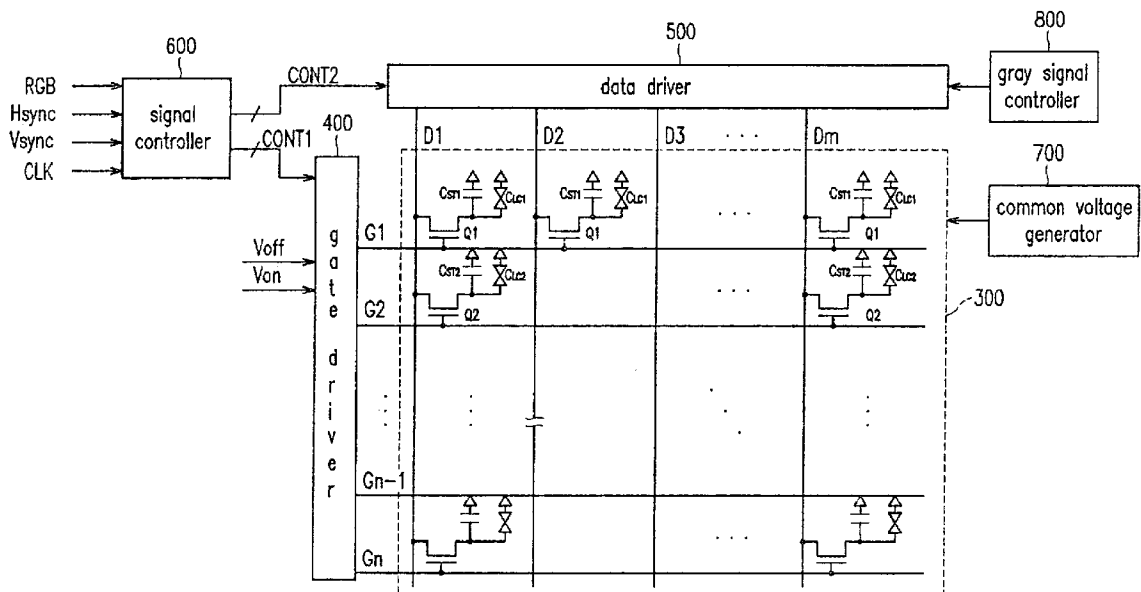 600
500
800
RGB
Hsync
Vsync
CLK
signal
controller
CONT2
CONT1
data driver
gray signal
controller
400
D1
D2
D3
. . .
Dm
700
common voltage
generator
Voff
Von
gate driver
G1
CST1
CLC1
Q1
CST1
CLC1
Q1
. . .
CST1
CLC1
Q1
G2
CST2
CLC2
Q2
. . .
CST2
CLC2
Q2
300
Gn-1
Gn
. . .